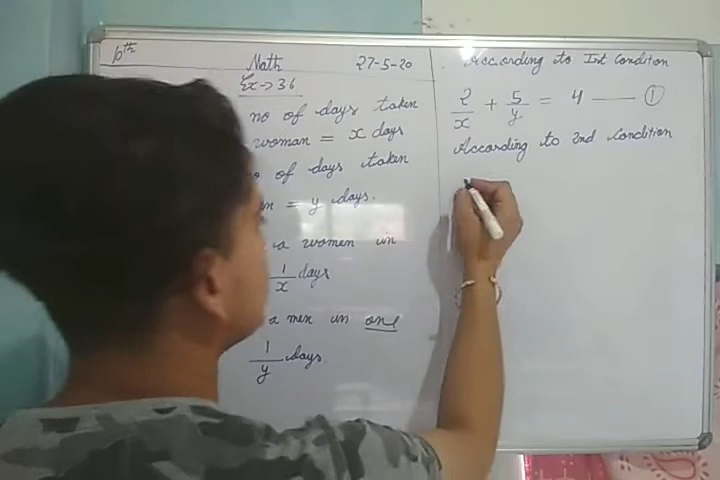 10th
Math 27-5-20
Ex → 3.6
no of days taken
woman = x days
of days taken
= y days.
a women in
1/x days
a men in one
1/y days.
According to Ist Condition
2/x + 5/y = 4 —— ①
According to 2nd Condition